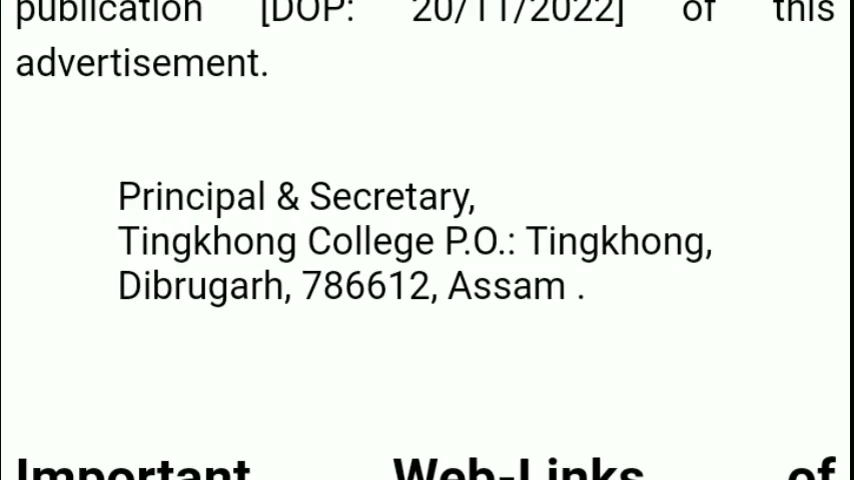 publication [DOP: 20/11/2022] of this
advertisement.
Principal & Secretary,
Tingkhong College P.O.: Tingkhong,
Dibrugarh, 786612, Assam .
Important Web-Links of